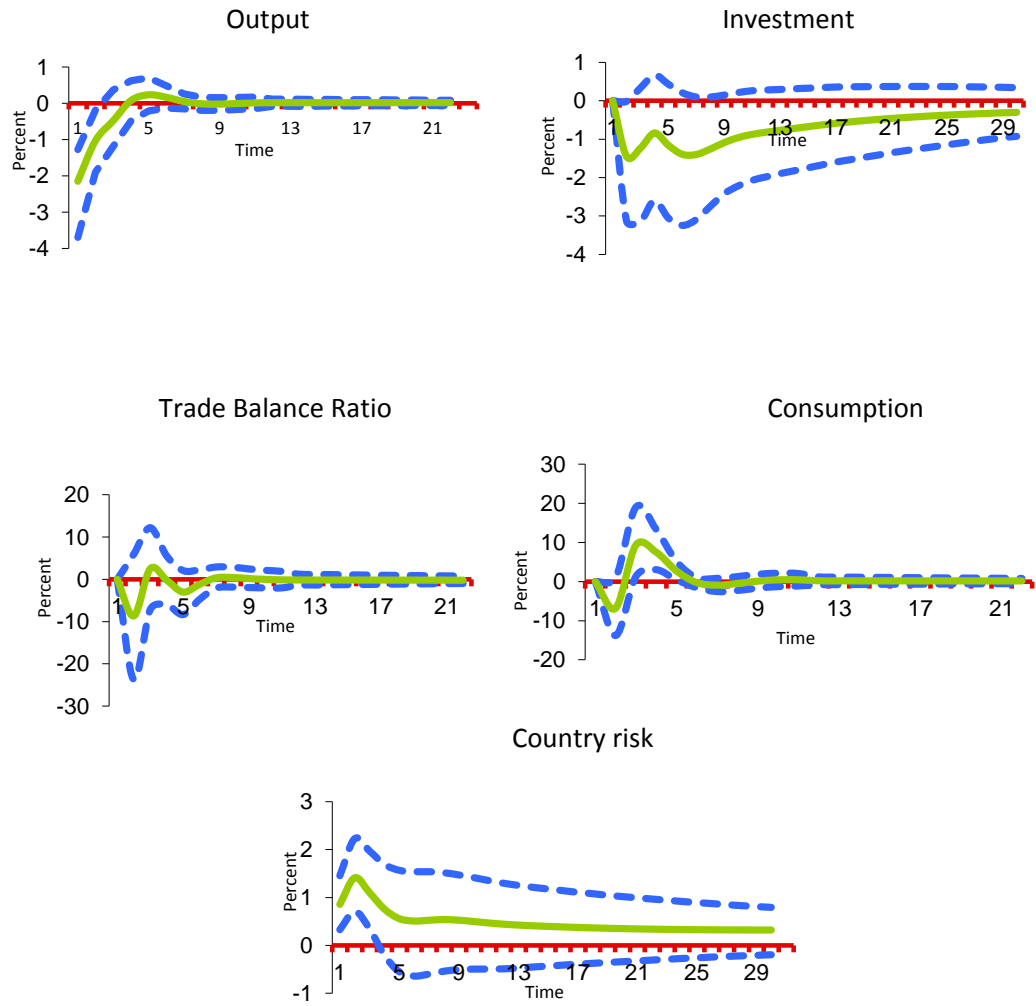 Output
Percent
1
0
-1
-2
-3
-4
1 5 9 13 21
Time
Investment
Percent
1
0
-1
-2
-3
-4
1 5 9 13 17 21 25 29
Time
Trade Balance Ratio
Percent
20
10
0
-10
-20
-30
1 5 9 13 17 21
Time
Consumption
Percent
30
20
10
0
-10
-20
1 5 9 13 17 21
Time
Country risk
Percent
3
2
1
0
-1
1 5 9 13 17 21 25 29
Time